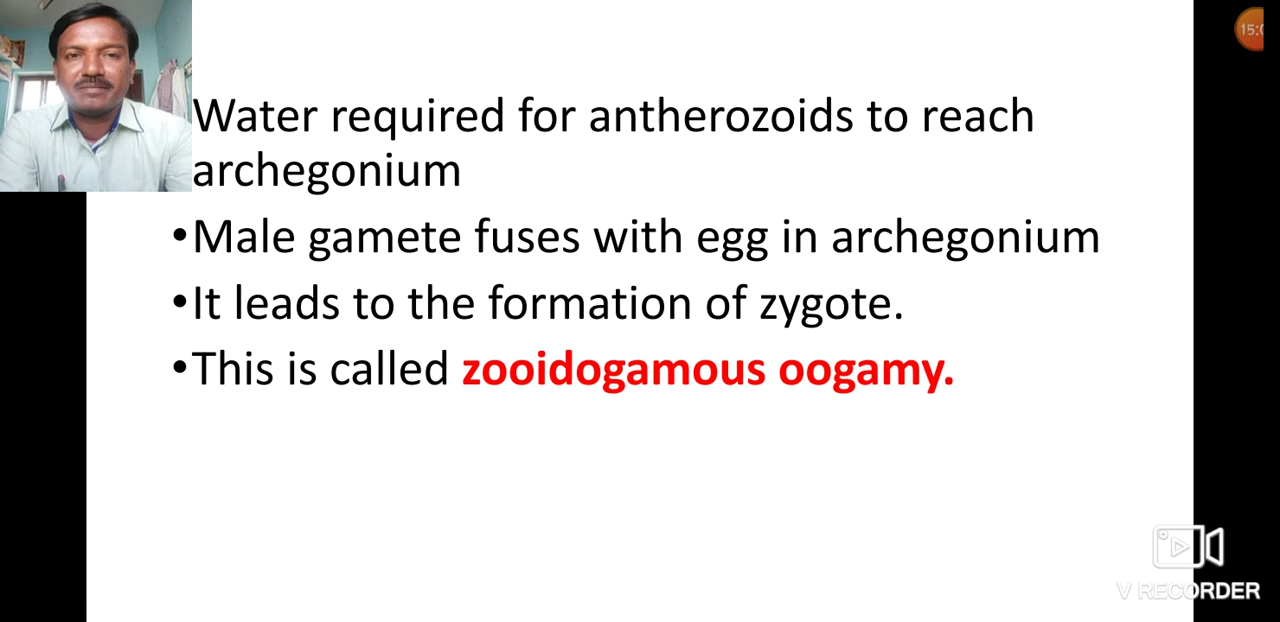 Water required for antherozoids to reach
archegonium
•Male gamete fuses with egg in archegonium
•It leads to the formation of zygote.
•This is called zooidogamous oogamy.
V RECORDER